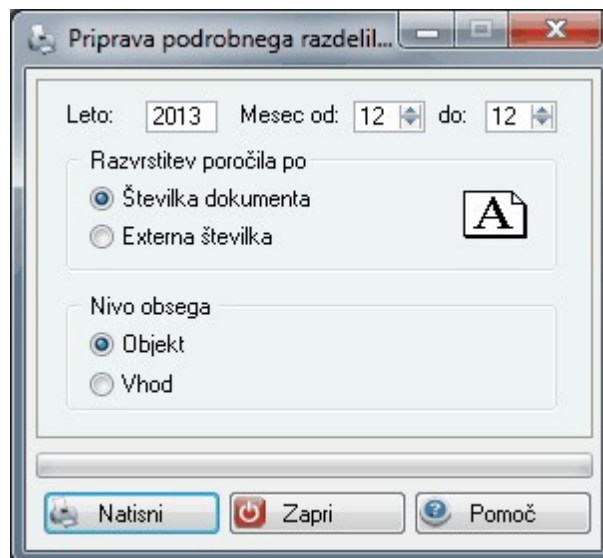 Priprava podrobnega razdelil...
Leto: 2013 Mesec od: 12 do: 12
Razvrstitev poročila po
Številka dokumenta
A
Externa številka
Nivo obsega
Objekt
Vhod
Natisni Zapri Pomoč